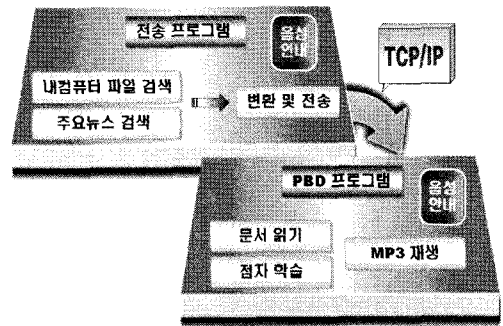 전송 프로그램
음성
안내
TCP/IP
내컴퓨터 파일 검색
주요뉴스 검색
변환 및 전송
PBD 프로그램
음성
안내
문서 읽기
점자 학습
MP3 재생